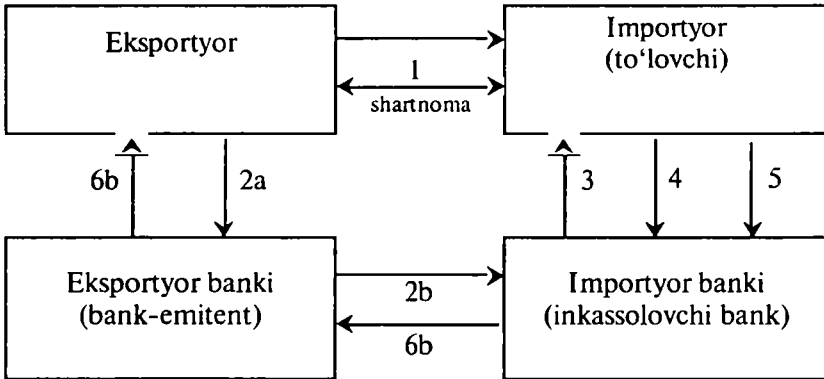 Eksportyor
Importyor
(to‘lovchi)
1
shartnoma
6b
2a
3
4
5
Eksportyor banki
(bank-emitent)
2b
6b
Importyor banki
(inkassolovchi bank)